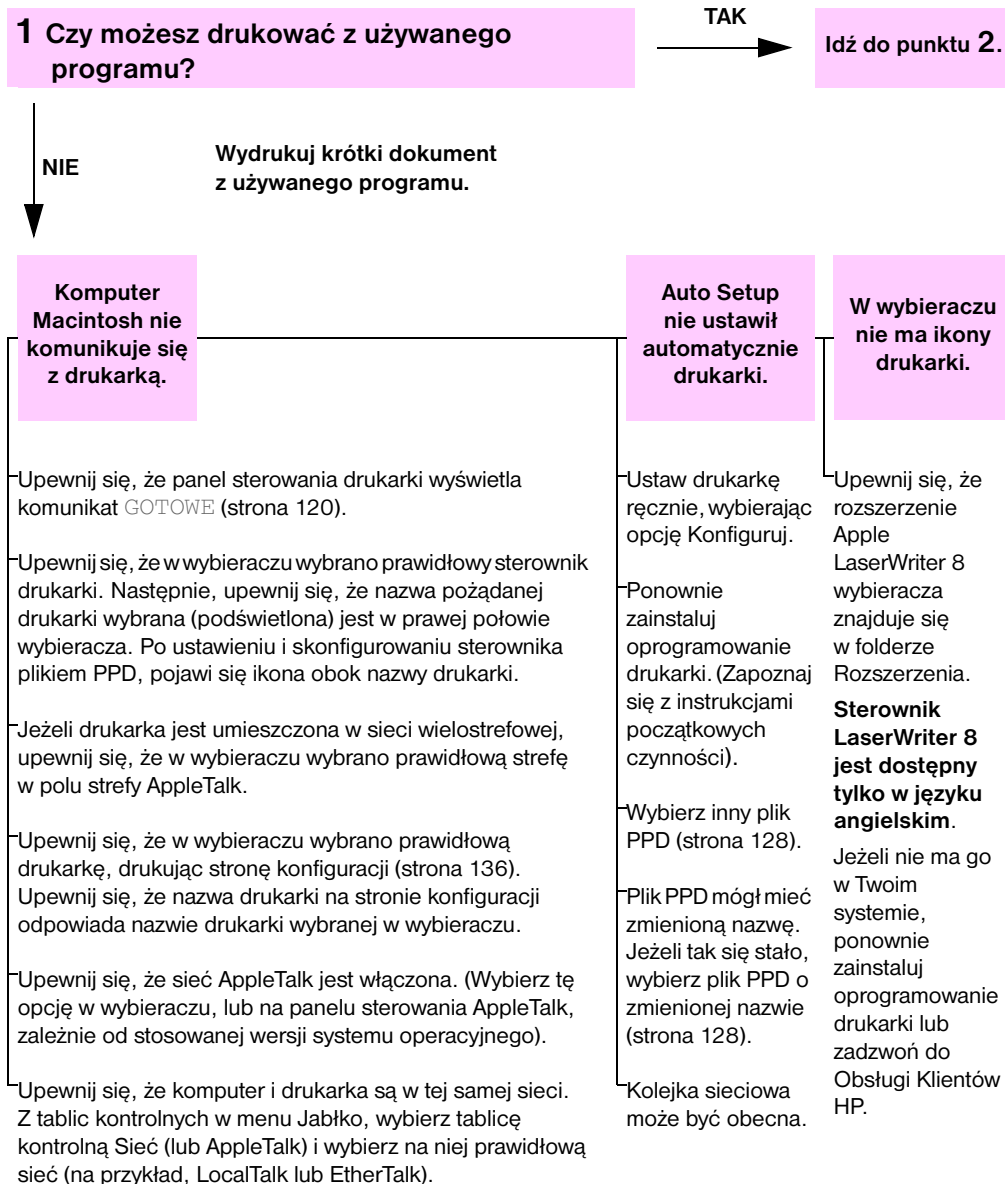 1 Czy możesz drukować z używanego
programu?
TAK
Idź do punktu 2.
NIE
Wydrukuj krótki dokument
z używanego programu.
Komputer
Macintosh nie
komunikuje się
z drukarką.
Upewnij się, że panel sterowania drukarki wyświetla
komunikat GOTOWE (strona 120).
Upewnij się, że w wybieraczu wybrano prawidłowy sterownik
drukarki. Następnie, upewnij się, że nazwa pożądanej
drukarki wybrana (podświetlona) jest w prawej połowie
wybieracza. Po ustawieniu i skonfigurowaniu sterownika
plikiem PPD, pojawi się ikona obok nazwy drukarki.
Jeżeli drukarka jest umieszczona w sieci wielostrefowej,
upewnij się, że w wybieraczu wybrano prawidłową strefę
w polu strefy AppleTalk.
Upewnij się, że w wybieraczu wybrano prawidłową
drukarkę, drukując stronę konfiguracji (strona 136).
Upewnij się, że nazwa drukarki na stronie konfiguracji
odpowiada nazwie drukarki wybranej w wybieraczu.
Upewnij się, że sieć AppleTalk jest włączona. (Wybierz tę
opcję w wybieraczu, lub na panelu sterowania AppleTalk,
zależnie od stosowanej wersji systemu operacyjnego).
Upewnij się, że komputer i drukarka są w tej samej sieci.
Z tablic kontrolnych w menu Jabłko, wybierz tablicę
kontrolną Sieć (lub AppleTalk) i wybierz na niej prawidłową
sieć (na przykład, LocalTalk lub EtherTalk).
Auto Setup
nie ustawił
automatycznie
drukarki.
Ustaw drukarkę
ręcznie, wybierając
opcję Konfiguruj.
Ponownie
zainstaluj
oprogramowanie
drukarki. (Zapoznaj
się z instrukcjami
początkowych
czynności).
Wybierz inny plik
PPD (strona 128).
Plik PPD mógł mieć
zmienioną nazwę.
Jeżeli tak się stało,
wybierz plik PPD o
zmienionej nazwie
(strona 128).
Kolejka sieciowa
może być obecna.
W wybieraczu
nie ma ikony
drukarki.
Upewnij się, że
rozszerzenie
Apple
LaserWriter 8
wybieracza
znajduje się
w folderze
Rozszerzenia.
Sterownik
LaserWriter 8
jest dostępny
tylko w języku
angielskim.
Jeżeli nie ma go
w Twoim
systemie,
ponownie
zainstaluj
oprogramowanie
drukarki lub
zadzwoń do
Obsługi Klientów
HP.